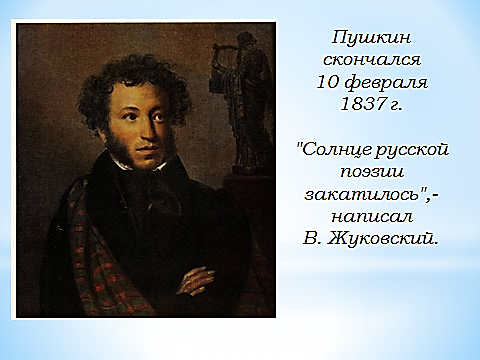 Пушкин
скончался
10 февраля
1837 г.
"Солнце русской
поэзии
закатилось",-
написал
В. Жуковский.